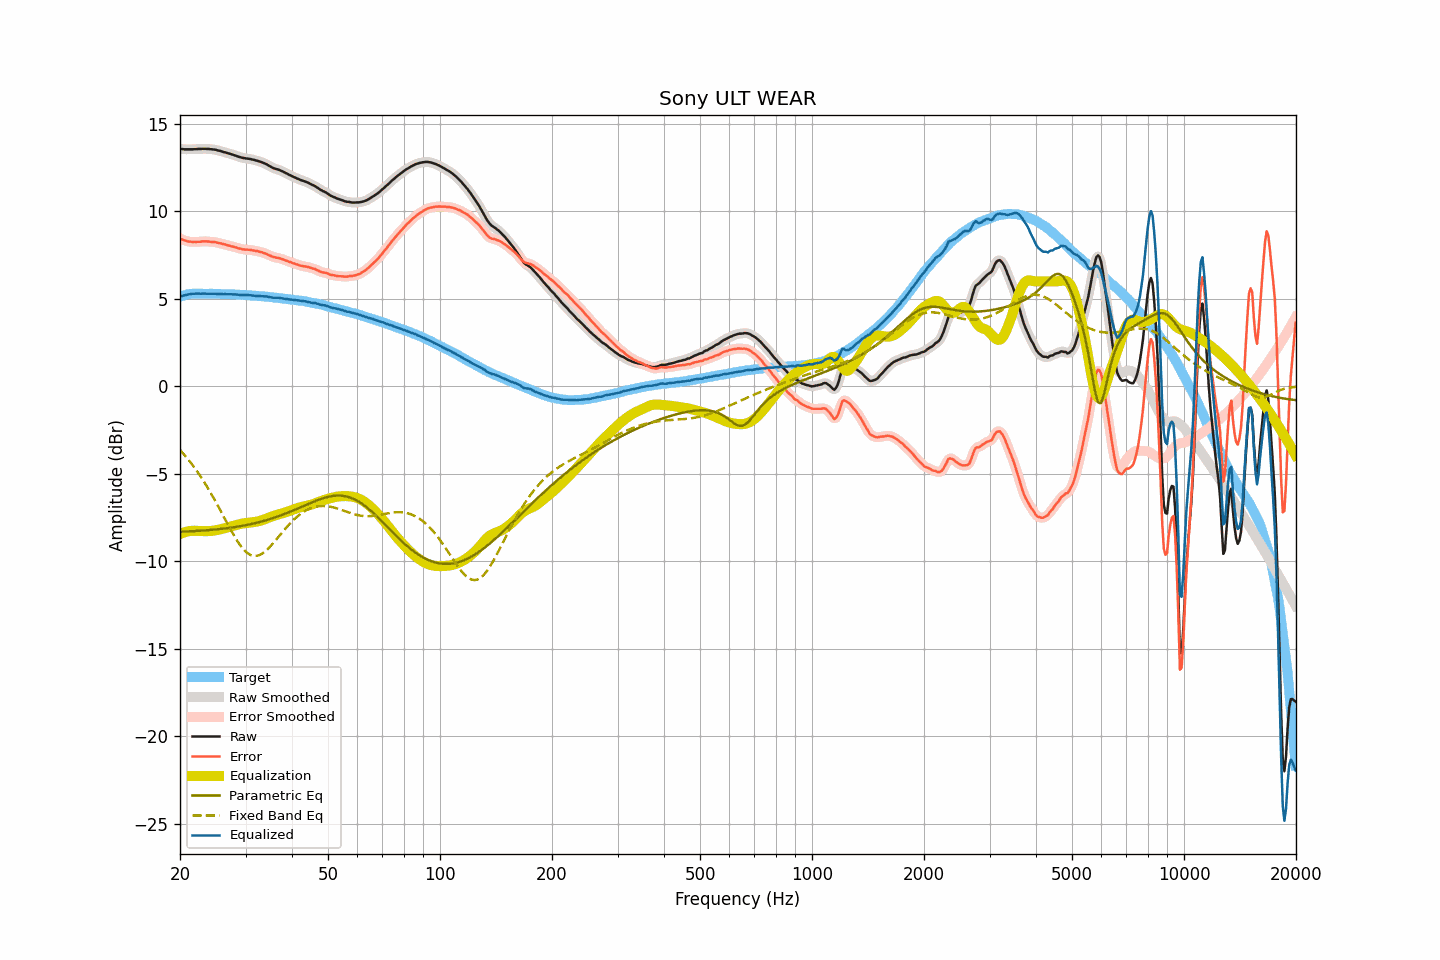 Sony ULT WEAR
15
10
5
0
−5
−10
−15
−20
−25
Amplitude (dBr)
Target
Raw Smoothed
Error Smoothed
Raw
Error
Equalization
Parametric Eq
Fixed Band Eq
Equalized
20 50 100 200 500 1000 2000 5000 10000 20000
Frequency (Hz)